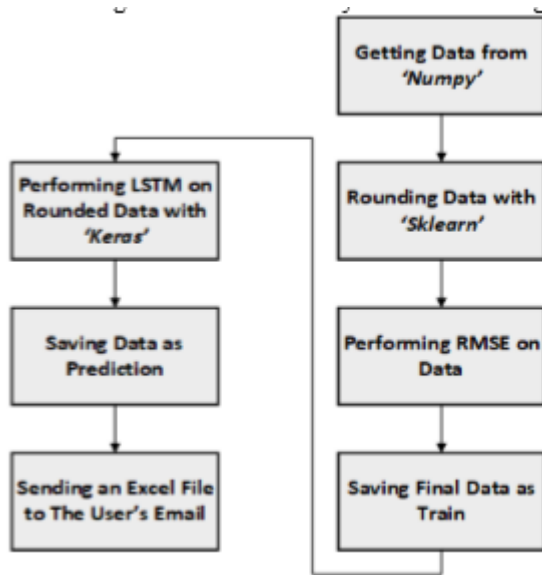 Getting Data from
‘Numpy’
Rounding Data with
‘Sklearn’
Performing RMSE on
Data
Saving Final Data as
Train
Performing LSTM on
Rounded Data with
‘Keras’
Saving Data as
Prediction
Sending an Excel File
to The User’s Email